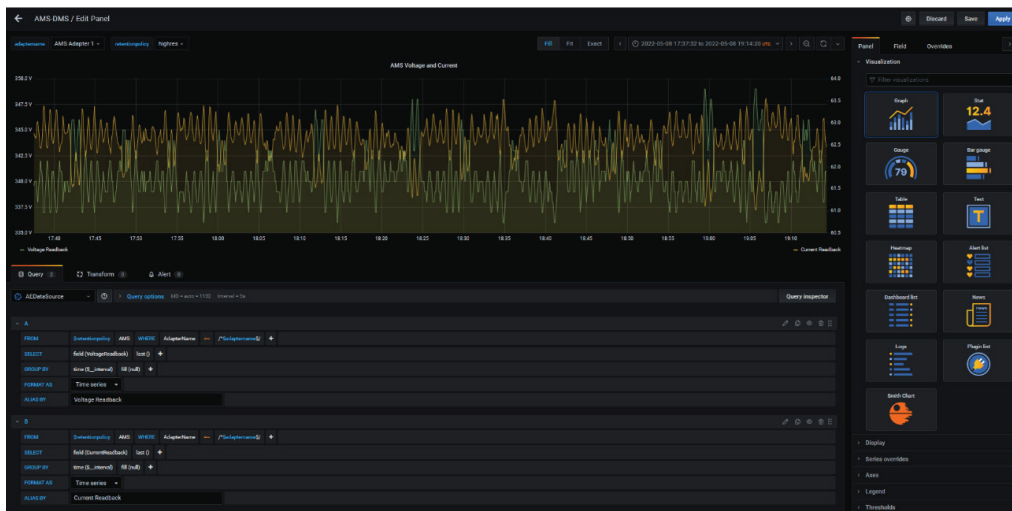 AMS-DMS / Edit Panel
Discard Save Apply
adaptername AMS Adapter 1 retentionpolicy highres
Fill Fit Exact
2022-05-08 17:37:32 to 2022-05-08 19:14:35 UTC
AMS Voltage and Current
350.0 V
347.5 V
345.0 V
342.5 V
340.0 V
337.5 V
335.0 V
64.0
63.5
63.0
62.5
62.0
61.5
61.0
60.5
17:40 17:45 17:50 17:55 18:00 18:05 18:10 18:15 18:20 18:25 18:30 18:35 18:40 18:45 18:50 18:55 19:00 19:05 19:10
Voltage Readback
Current Readback
Query 2 Transform 0 Alert 0
AEDataSource
Query options
Query inspector
A
FROM $retentionpolicy AMS WHERE AdapterName =~ /^$adaptername$/ +
SELECT field (VoltageReadback) last () +
GROUP BY time ($__interval) fill (null) +
FORMAT AS Time series
ALIAS BY Voltage Readback
B
FROM $retentionpolicy AMS WHERE AdapterName =~ /^$adaptername$/ +
SELECT field (CurrentReadback) last () +
GROUP BY time ($__interval) fill (null) +
FORMAT AS Time series
ALIAS BY Current Readback
Panel Field Overrides
Visualization
Filter visualizations
Graph
Stat
12.4
Gauge
79
Bar gauge
Table
Text
T
Heatmap
Alert list
Dashboard list
News
Logs
Plugin list
Smith Chart
Display
Series overrides
Axes
Legend
Thresholds